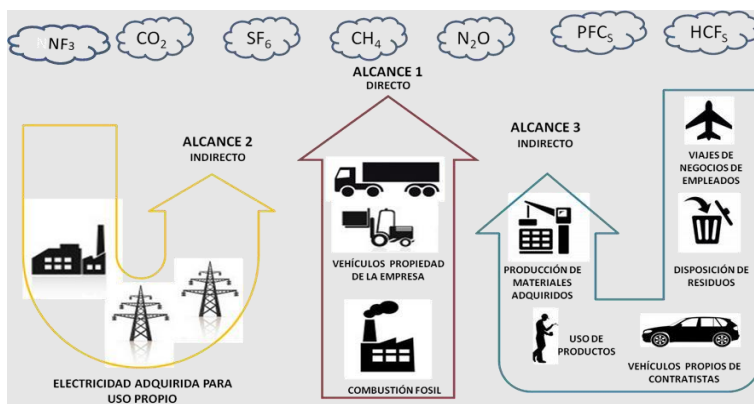 NNF₃
CO₂
SF₆
CH₄
N₂O
PFCₛ
HCFₛ
ALCANCE 1
DIRECTO
ALCANCE 2
INDIRECTO
ALCANCE 3
INDIRECTO
VIAJES DE
NEGOCIOS DE
EMPLEADOS
VEHÍCULOS PROPIEDAD
DE LA EMPRESA
PRODUCCIÓN DE
MATERIALES
ADQUIRIDOS
DISPOSICIÓN DE
RESIDUOS
USO DE
PRODUCTOS
VEHÍCULOS PROPIOS DE
CONTRATISTAS
ELECTRICIDAD ADQUIRIDA PARA
USO PROPIO
COMBUSTIÓN FOSIL